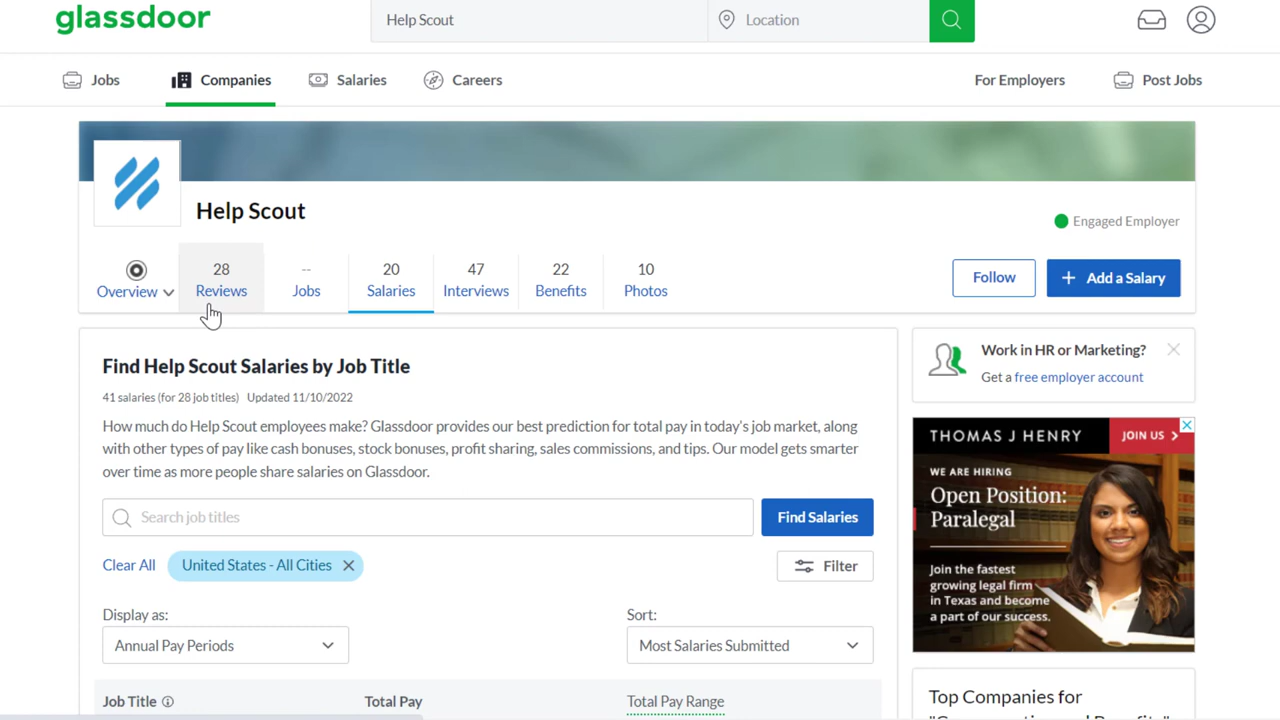 glassdoor
Help Scout
Location
Jobs
Companies
Salaries
Careers
For Employers
Post Jobs
Help Scout
Engaged Employer
Overview
28
Reviews
--
Jobs
20
Salaries
47
Interviews
22
Benefits
10
Photos
Follow
+ Add a Salary
Find Help Scout Salaries by Job Title
41 salaries (for 28 job titles) Updated 11/10/2022
How much do Help Scout employees make? Glassdoor provides our best prediction for total pay in today's job market, along
with other types of pay like cash bonuses, stock bonuses, profit sharing, sales commissions, and tips. Our model gets smarter
over time as more people share salaries on Glassdoor.
Search job titles
Find Salaries
Clear All
United States - All Cities
Filter
Display as:
Annual Pay Periods
Sort:
Most Salaries Submitted
Job Title
Total Pay
Total Pay Range
Work in HR or Marketing?
Get a free employer account
THOMAS J HENRY
JOIN US
WE ARE HIRING
Open Position:
Paralegal
Join the fastest
growing legal firm
in Texas and become
a part of our success.
Top Companies for